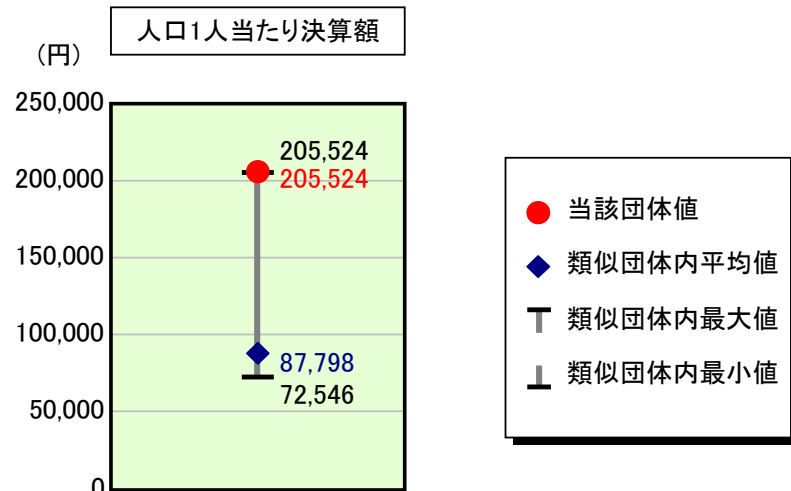 人口1人当たり決算額
(円)
250,000
200,000
150,000
100,000
50,000
0
205,524
205,524
87,798
72,546
当該団体値
類似団体内平均値
類似団体内最大値
類似団体内最小値